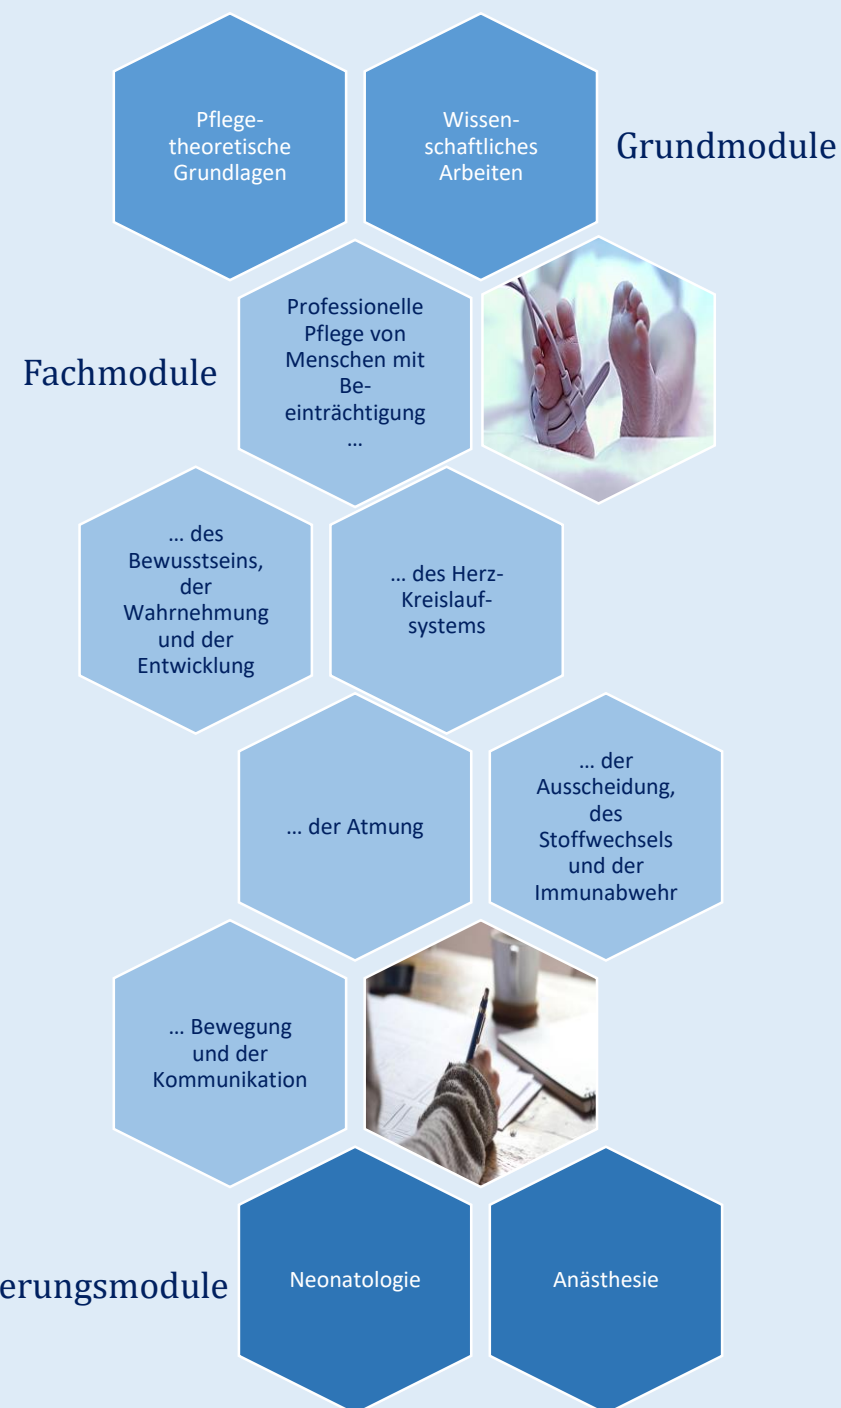 Pflege-
theoretische
Grundlagen
Wissen-
schaftliches
Arbeiten
Grundmodule
Fachmodule
Professionelle
Pflege von
Menschen mit
Be-
einträchtigung
...
... des
Bewusstseins,
der
Wahrnehmung
und der
Entwicklung
... des Herz-
Kreislauf-
systems
... der Atmung
... der
Ausscheidung,
des
Stoffwechsels
und der
Immunabwehr
... Bewegung
und der
Kommunikation
erungsmodule
Neonatologie
Anästhesie